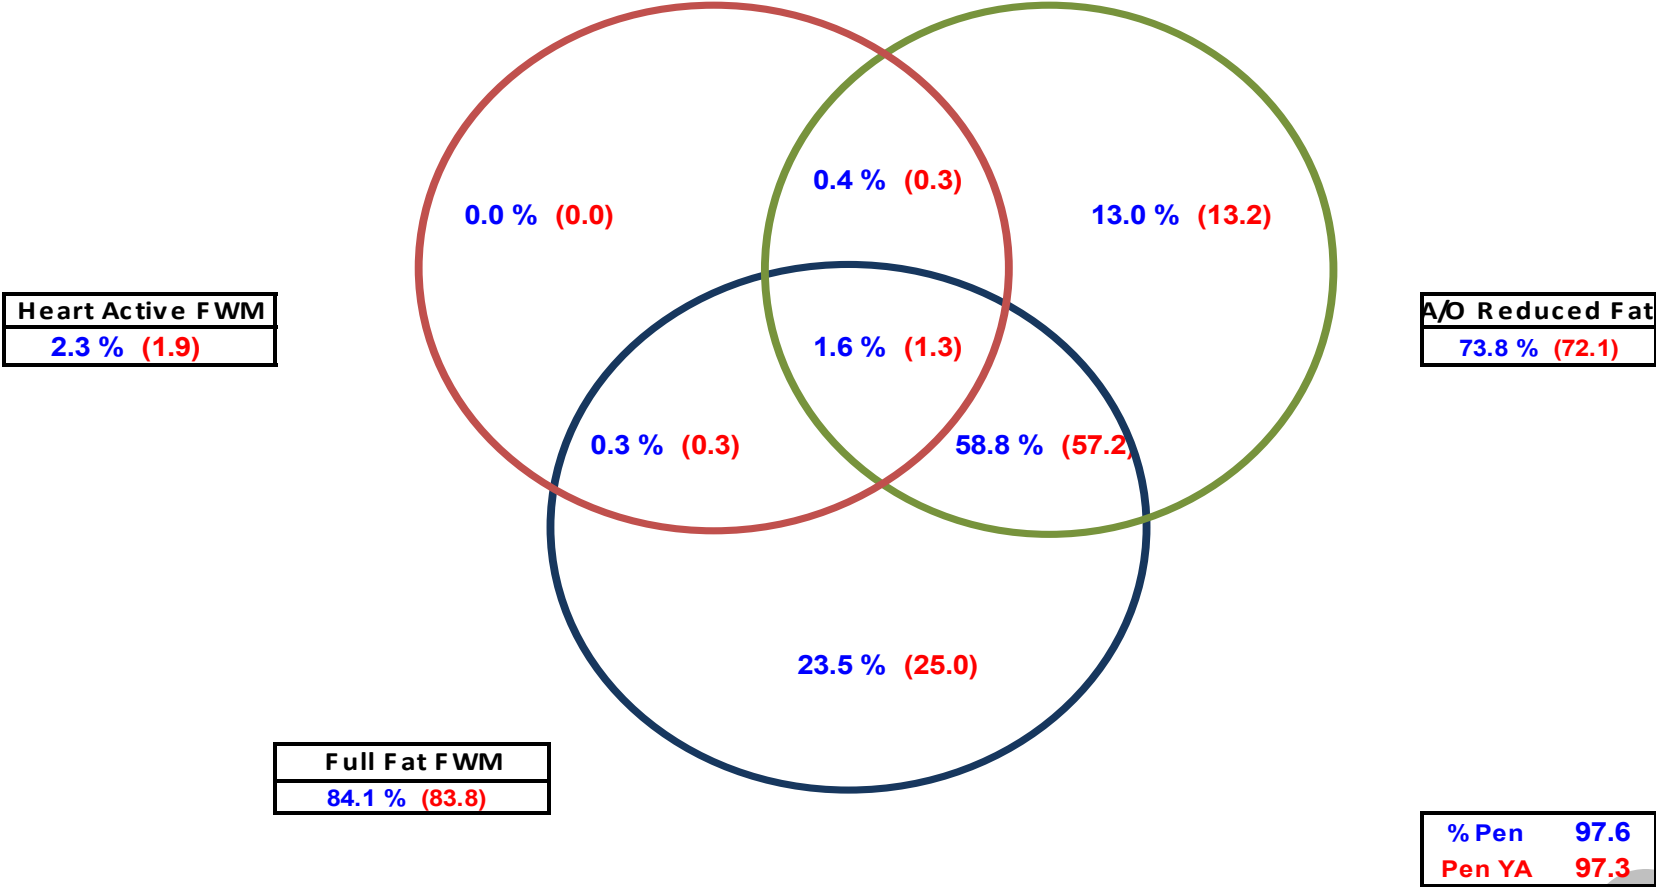 0.4 % (0.3)
0.0 % (0.0)
13.0 % (13.2)
Heart Active FWM
2.3 % (1.9)
A/O Reduced Fat
73.8 % (72.1)
1.6 % (1.3)
0.3 % (0.3)
58.8 % (57.2)
23.5 % (25.0)
Full Fat FWM
84.1 % (83.8)
% Pen 97.6
Pen YA 97.3